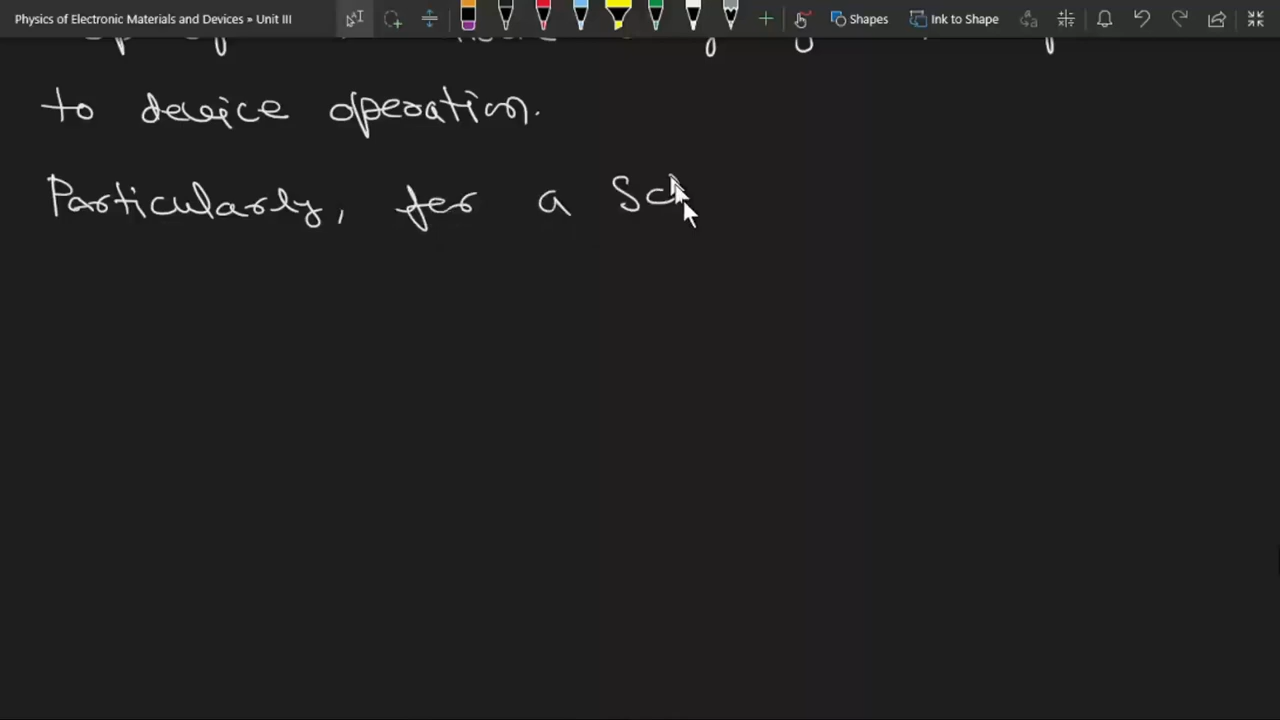 Physics of Electronic Materials and Devices » Unit III
Shapes
Ink to Shape
to device operation.
Particularly, for a Sc